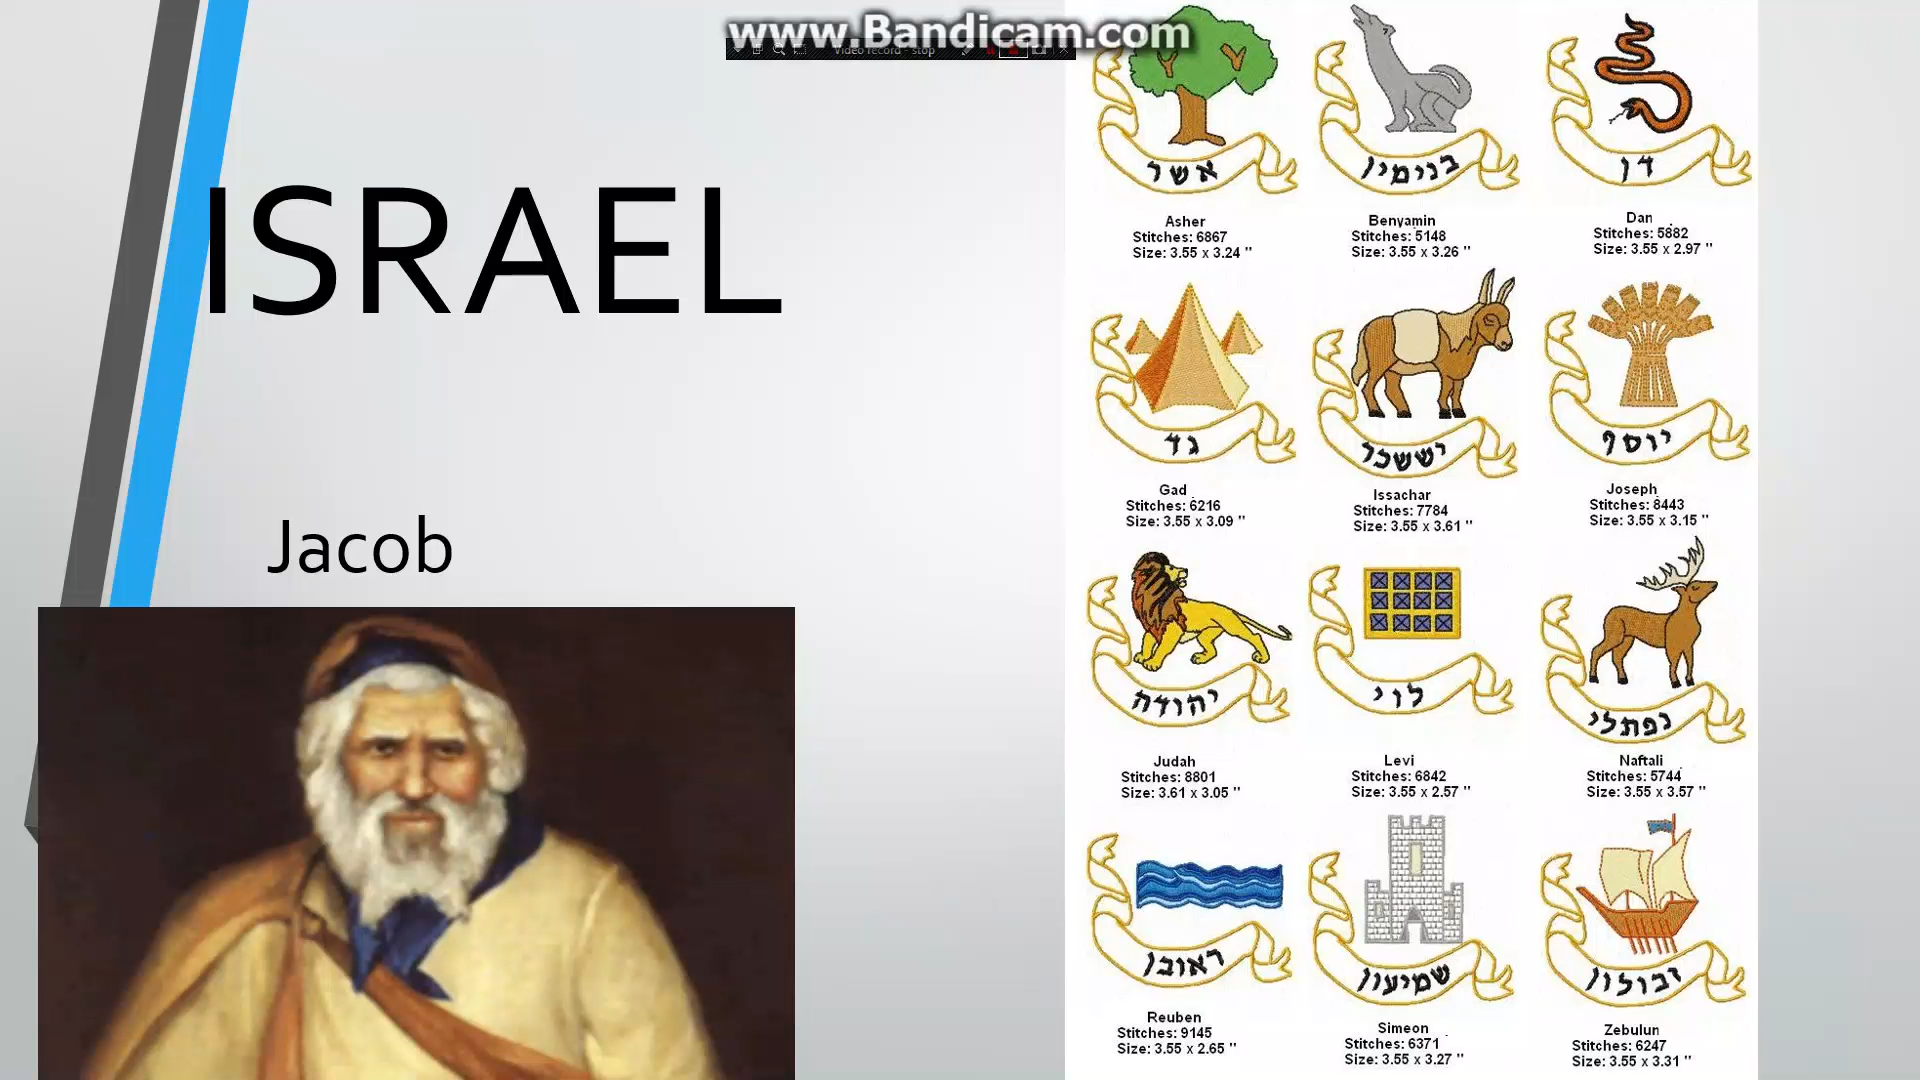 www.Bandicam.com
Video record - stop
ISRAEL
Jacob
אשר
בנימין
דן
Asher
Stitches: 6867
Size: 3.55 x 3.24 "
Benyamin
Stitches: 5148
Size: 3.55 x 3.26 "
Dan
Stitches: 5882
Size: 3.55 x 2.97 "
גד
יששכר
יוסף
Gad
Stitches: 6216
Size: 3.55 x 3.09 "
Issachar
Stitches: 7784
Size: 3.55 x 3.61 "
Joseph
Stitches: 8443
Size: 3.55 x 3.15 "
יהודה
לוי
נפתלי
Judah
Stitches: 8801
Size: 3.61 x 3.05 "
Levi
Stitches: 6842
Size: 3.55 x 2.57 "
Naftali
Stitches: 5744
Size: 3.55 x 3.57 "
ראובן
שמיעון
זבולון
Reuben
Stitches: 9145
Size: 3.55 x 2.65 "
Simeon
Stitches: 6371
Size: 3.55 x 3.27 "
Zebulun
Stitches: 6247
Size: 3.55 x 3.31 "